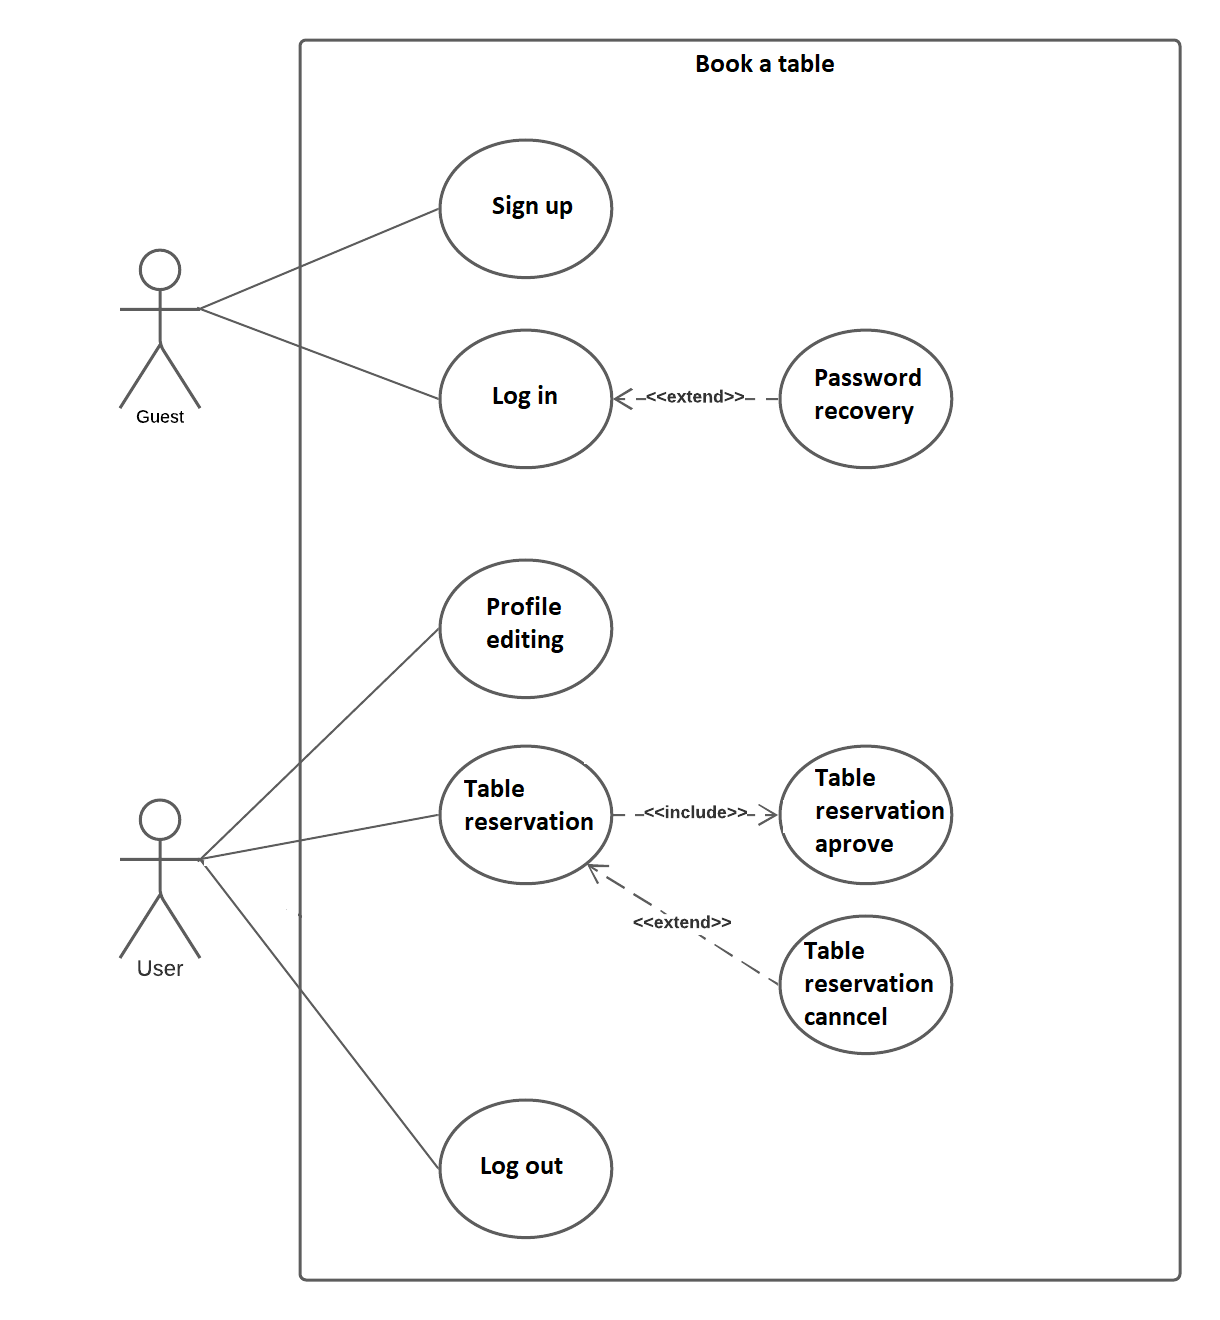 Book a table
Sign up
Guest
Log in
<<extend>>
Password
recovery
Profile
editing
Table
reservation
<<include>>
Table
reservation
aprove
User
<<extend>>
Table
reservation
canncel
Log out